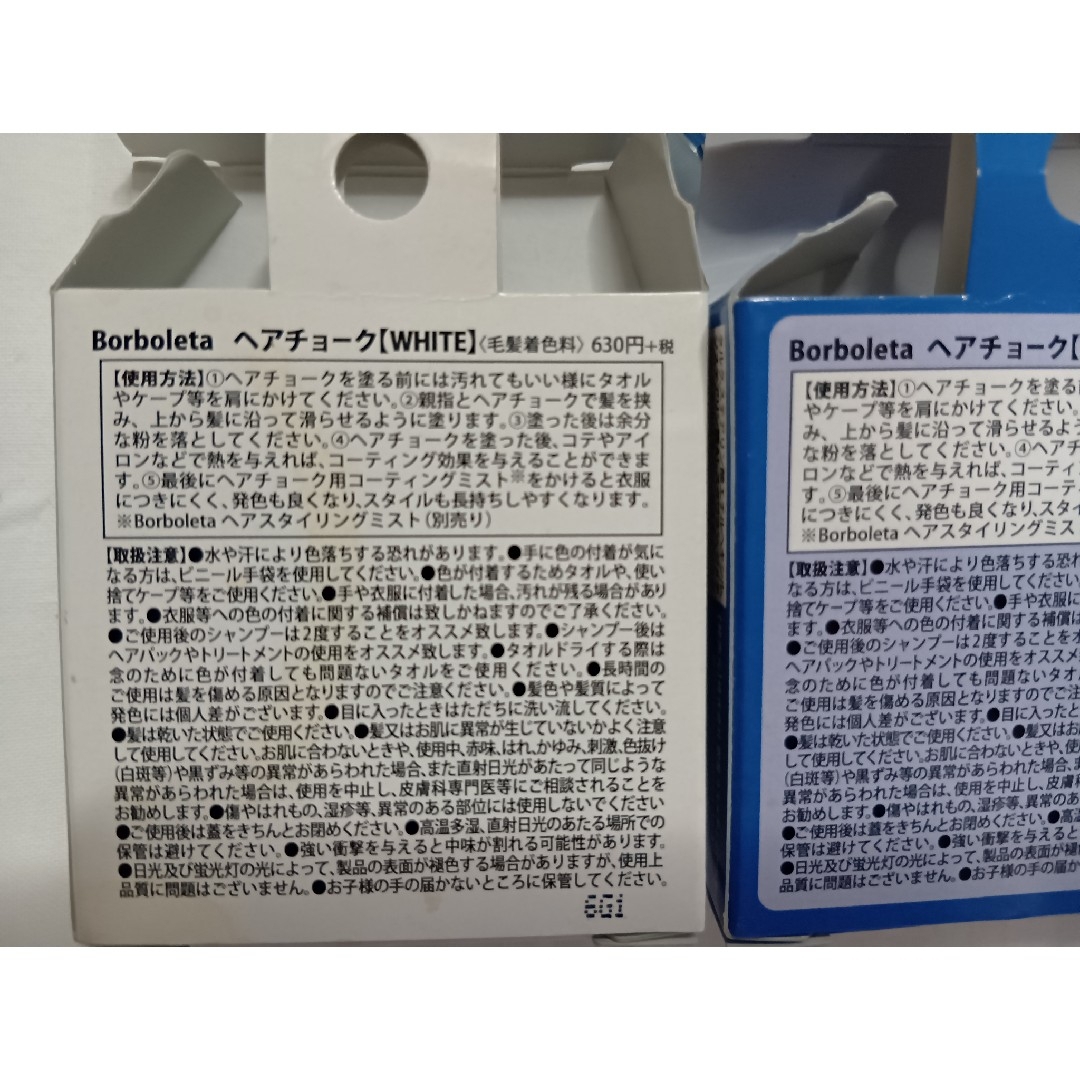 Borboleta ヘアチョーク【WHITE】〈毛髪着色料〉630円+税
【使用方法】①ヘアチョークを塗る前には汚れてもいい様にタオル
やケープ等を肩にかけてください。②親指とヘアチョークで髪を挟
み、上から髪に沿って滑らせるように塗ります。③塗った後は余分
な粉を落としてください。④ヘアチョークを塗った後、コテやアイ
ロンなどで熱を与えれば、コーティング効果を与えることができま
す。⑤最後にヘアチョーク用コーティングミスト※をかけると衣服
につきにくく、発色も良くなり、スタイルも長持ちしやすくなります。
※Borboleta ヘアスタイリングミスト（別売り）
【取扱注意】●水や汗により色落ちする恐れがあります。●手に色の付着が気に
なる方は、ビニール手袋を使用してください。●色が付着するためタオルや、使い
捨てケープ等をご使用ください。●手や衣服に付着した場合、汚れが残る場合があり
ます。●衣服等への色の付着に関する補償は致しかねますのでご了承ください。
●ご使用後のシャンプーは2度することをオススメ致します。●シャンプー後は
ヘアパックやトリートメントの使用をオススメ致します。●タオルドライする際は
念のために色が付着しても問題ないタオルをご使用ください。●長時間の
ご使用は髪を傷める原因となりますのでご注意ください。●髪色や髪質によって
発色には個人差がございます。●目に入ったときはただちに洗い流してください。
●髪は乾いた状態でご使用ください。●髪又はお肌に異常が生じていないかよく注意
して使用してください。お肌に合わないときや、使用中、赤味、はれ、かゆみ、刺激、色抜け
(白斑等)や黒ずみ等の異常があらわれた場合、また直射日光があたって同じような
異常があらわれた場合は、使用を中止し、皮膚科専門医等にご相談されることを
お勧めします。●傷やはれもの、湿疹等、異常のある部位には使用しないでください
●ご使用後は蓋をきちんとお閉めください。●高温多湿、直射日光のあたる場所での
保管は避けてください。●強い衝撃を与えると中味が割れる可能性があります。
●日光及び蛍光灯の光によって、製品の表面が褪色する場合がありますが、使用上
品質に問題はございません。●お子様の手の届かないところに保管してください。
6G1
Borboleta ヘアチョーク【
【使用方法】①ヘアチョークを塗る
やケープ等を肩にかけてください。
み、上から髪に沿って滑らせるよう
な粉を落としてください。④ヘアチ
ロンなどで熱を与えれば、コーティ
す。⑤最後にヘアチョーク用コーテ
につきにくく、発色も良くなり、スタイ
※Borboleta ヘアスタイリングミス
【取扱注意】●水や汗により色落ちする恐れ
なる方は、ビニール手袋を使用してください
捨てケープ等をご使用ください。●手や衣服に
ます。●衣服等への色の付着に関する補償は
●ご使用後のシャンプーは2度することをオ
ヘアパックやトリートメントの使用をオススメ
念のために色が付着しても問題ないタオ
ご使用は髪を傷める原因となりますのでご
発色には個人差がございます。●目に入ったと
●髪は乾いた状態でご使用ください。●髪又はお
して使用してください。お肌に合わないときや、使
(白斑等)や黒ずみ等の異常があらわれた場合、
異常があらわれた場合は、使用を中止し、皮膚
お勧めします。●傷やはれもの、湿疹等、異常のあ
●ご使用後は蓋をきちんとお閉めください。●高温
保管は避けてください。●強い衝撃を与えると
●日光及び蛍光灯の光によって、製品の表面が褪
品質に問題はございません。●お子様の手の届か